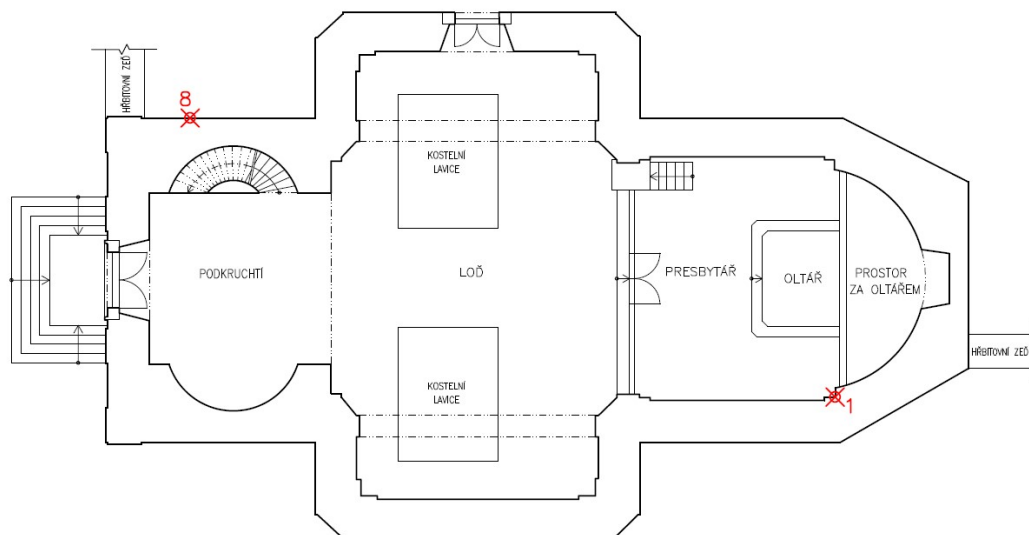 HŘBITOVNÍ ZEĎ
8
KOSTELNÍ
LAVICE
PODKRUCHTÍ
LOĎ
PRESBYTÁŘ
OLTÁŘ
PROSTOR
ZA OLTÁŘEM
HŘBITOVNÍ ZEĎ
KOSTELNÍ
LAVICE
1